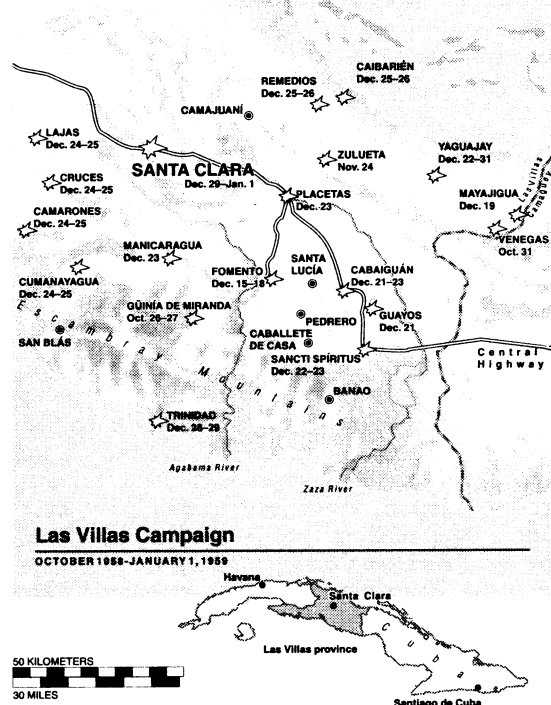 CAIBARIÉN
Dec. 25–26
REMEDIOS
Dec. 25–26
CAMAJUANÍ
LAJAS
Dec. 24–25
ZULUETA
Nov. 24
YAGUAJAY
Dec. 22–31
SANTA CLARA
Dec. 29–Jan. 1
CRUCES
Dec. 24–25
PLACETAS
Dec. 23
MAYAJIGUA
Dec. 19
Las Villas
Camagüey
CAMARONES
Dec. 24–25
VENEGAS
Oct. 31
MANICARAGUA
Dec. 23
SANTA
LUCÍA
FOMENTO
Dec. 15–18
CABAIGUÁN
Dec. 21–23
CUMANAYAGUA
Dec. 24–25
GÜINÍA DE MIRANDA
Oct. 26–27
GUAYOS
Dec. 21
PEDRERO
SAN BLÁS
CABALLETE
DE CASA
SANCTI SPÍRITUS
Dec. 22–23
Central
Highway
Escambray Mountains
BANAO
TRINIDAD
Dec. 28–29
Agabama River
Zaza River
Las Villas Campaign
OCTOBER 1958-JANUARY 1, 1959
Havana
Santa Clara
Cuba
Las Villas province
50 KILOMETERS
30 MILES
Santiago de Cuba